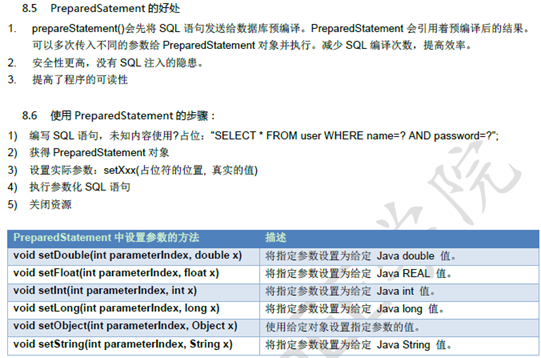 8.5 PreparedSatement 的好处
1. prepareStatement()会先将 SQL 语句发送给数据库预编译。PreparedStatement 会引用着预编译后的结果。
可以多次传入不同的参数给 PreparedStatement 对象并执行。减少 SQL 编译次数，提高效率。
2. 安全性更高，没有 SQL 注入的隐患。
3. 提高了程序的可读性
8.6 使用 PreparedStatement 的步骤：
1) 编写 SQL 语句，未知内容使用?占位："SELECT * FROM user WHERE name=? AND password=?";
2) 获得 PreparedStatement 对象
3) 设置实际参数：setXxx(占位符的位置, 真实的值)
4) 执行参数化 SQL 语句
5) 关闭资源
PreparedStatement 中设置参数的方法 描述
void setDouble(int parameterIndex, double x) 将指定参数设置为给定 Java double 值。
void setFloat(int parameterIndex, float x) 将指定参数设置为给定 Java REAL 值。
void setInt(int parameterIndex, int x) 将指定参数设置为给定 Java int 值。
void setLong(int parameterIndex, long x) 将指定参数设置为给定 Java long 值。
void setObject(int parameterIndex, Object x) 使用给定对象设置指定参数的值。
void setString(int parameterIndex, String x) 将指定参数设置为给定 Java String 值。